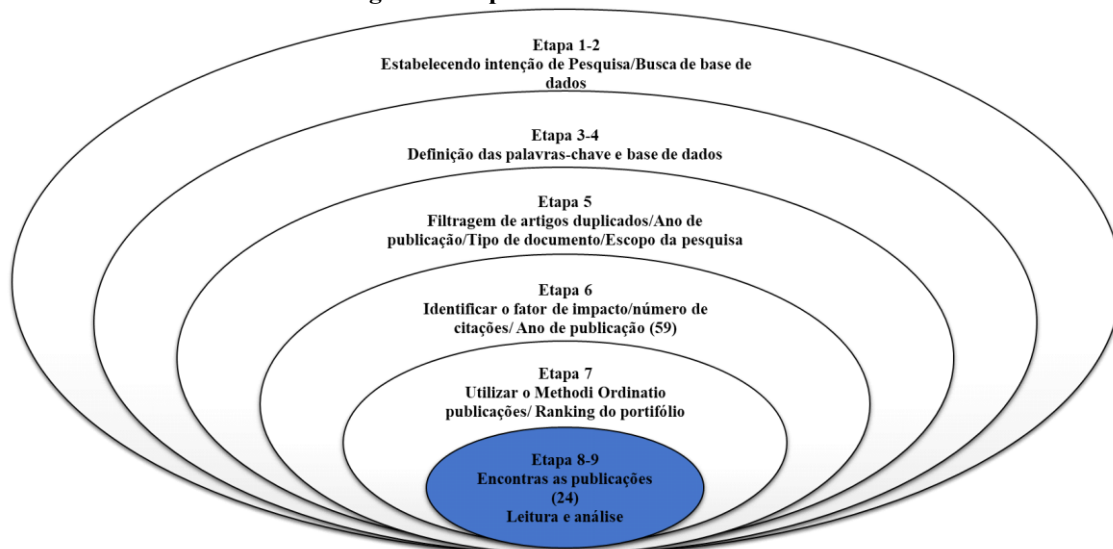 Etapa 1-2
Estabelecendo intenção de Pesquisa/Busca de base de
dados
Etapa 3-4
Definição das palavras-chave e base de dados
Etapa 5
Filtragem de artigos duplicados/Ano de
publicação/Tipo de documento/Escopo da pesquisa
Etapa 6
Identificar o fator de impacto/número de
citações/ Ano de publicação (59)
Etapa 7
Utilizar o Methodi Ordinatio
publicações/ Ranking do portifólio
Etapa 8-9
Encontras as publicações
(24)
Leitura e análise